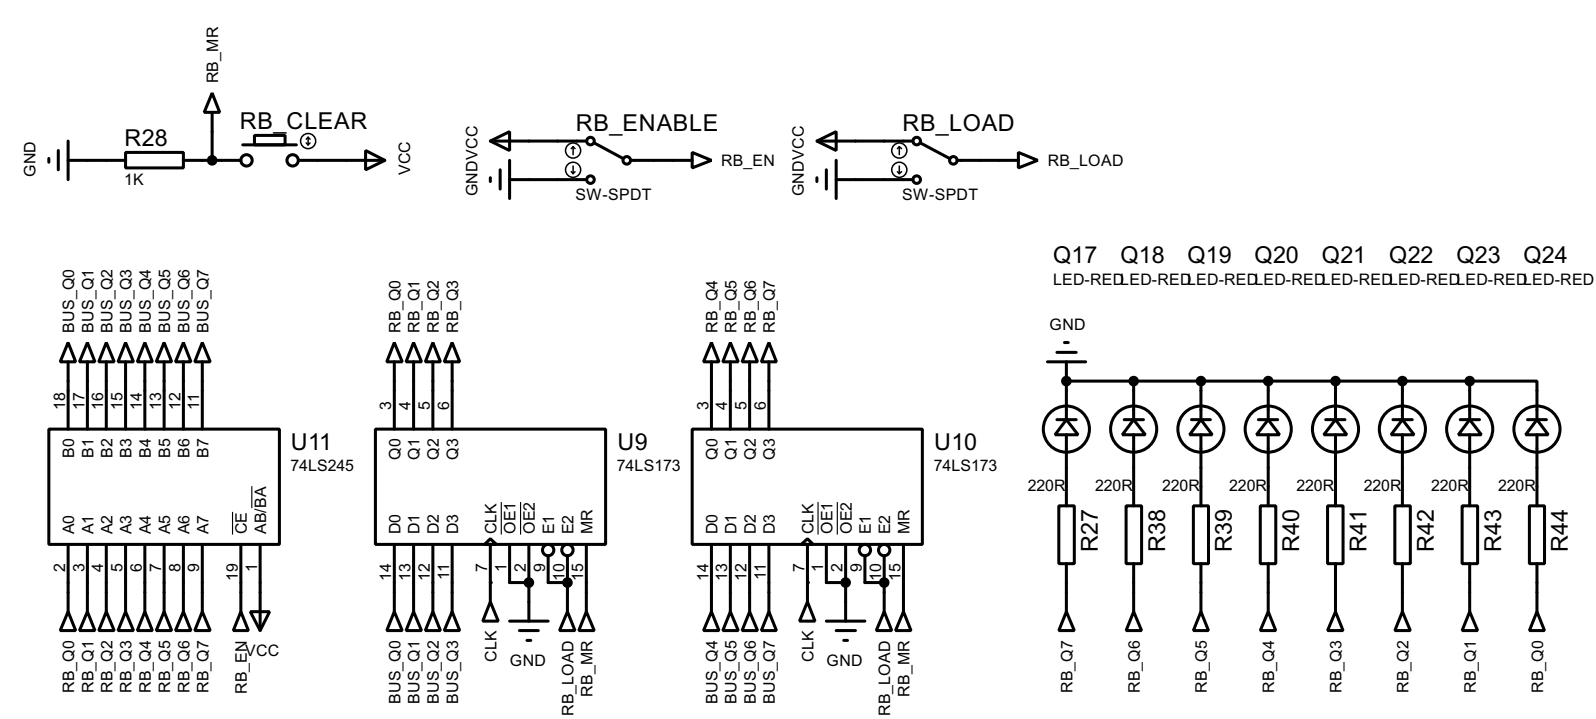 RB_MR
RB_CLEAR
R28
1K
GND
VCC
RB_ENABLE
GND
VCC
RB_EN
SW-SPDT
RB_LOAD
GND
VCC
RB_LOAD
SW-SPDT
Q17 Q18 Q19 Q20 Q21 Q22 Q23 Q24
LED-RED LED-RED LED-RED LED-RED LED-RED LED-RED LED-RED LED-RED
GND
BUS_Q0 BUS_Q1 BUS_Q2 BUS_Q3 BUS_Q4 BUS_Q5 BUS_Q6 BUS_Q7
18 17 16 15 14 13 12 11
B0 B1 B2 B3 B4 B5 B6 B7
U11
74LS245
A0 A1 A2 A3 A4 A5 A6 A7 CE AB/BA
2 3 4 5 6 7 8 9 19 1
RB_Q0 RB_Q1 RB_Q2 RB_Q3 RB_Q4 RB_Q5 RB_Q6 RB_Q7 RB_EN VCC
RB_Q0 RB_Q1 RB_Q2 RB_Q3
3 4 5 6
Q0 Q1 Q2 Q3
U9
74LS173
D0 D1 D2 D3 CLK OE1 OE2 E1 E2 MR
14 13 12 11 7 1 2 9 10 15
BUS_Q0 BUS_Q1 BUS_Q2 BUS_Q3 CLK GND RB_LOAD RB_MR
RB_Q4 RB_Q5 RB_Q6 RB_Q7
3 4 5 6
Q0 Q1 Q2 Q3
U10
74LS173
D0 D1 D2 D3 CLK OE1 OE2 E1 E2 MR
14 13 12 11 7 1 2 9 10 15
BUS_Q4 BUS_Q5 BUS_Q6 BUS_Q7 CLK GND RB_LOAD RB_MR
220R 220R 220R 220R 220R 220R 220R 220R
R27 R38 R39 R40 R41 R42 R43 R44
RB_Q7 RB_Q6 RB_Q5 RB_Q4 RB_Q3 RB_Q2 RB_Q1 RB_Q0